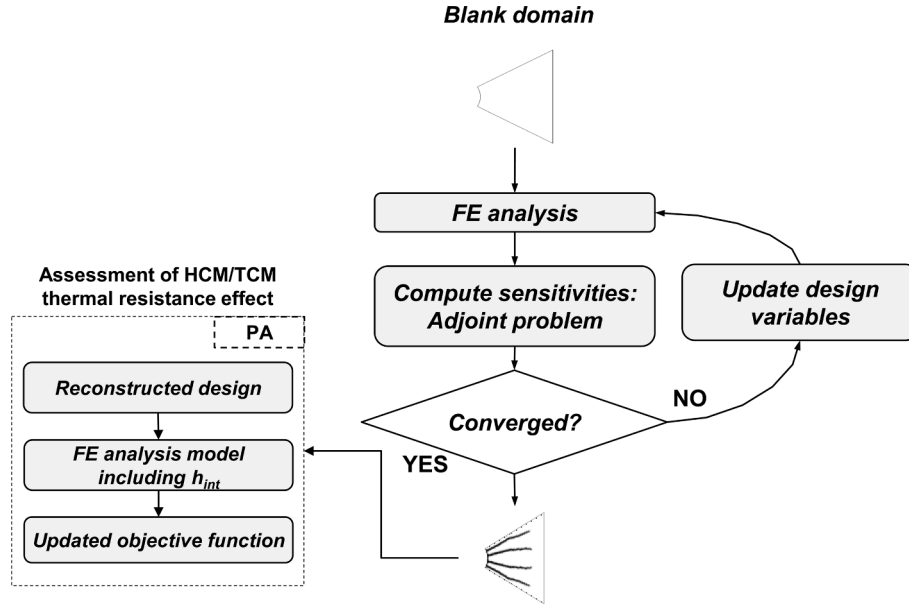 Blank domain
FE analysis
Compute sensitivities:
Adjoint problem
Update design
variables
Converged?
NO
YES
Assessment of HCM/TCM
thermal resistance effect
PA
Reconstructed design
FE analysis model
including h_int
Updated objective function